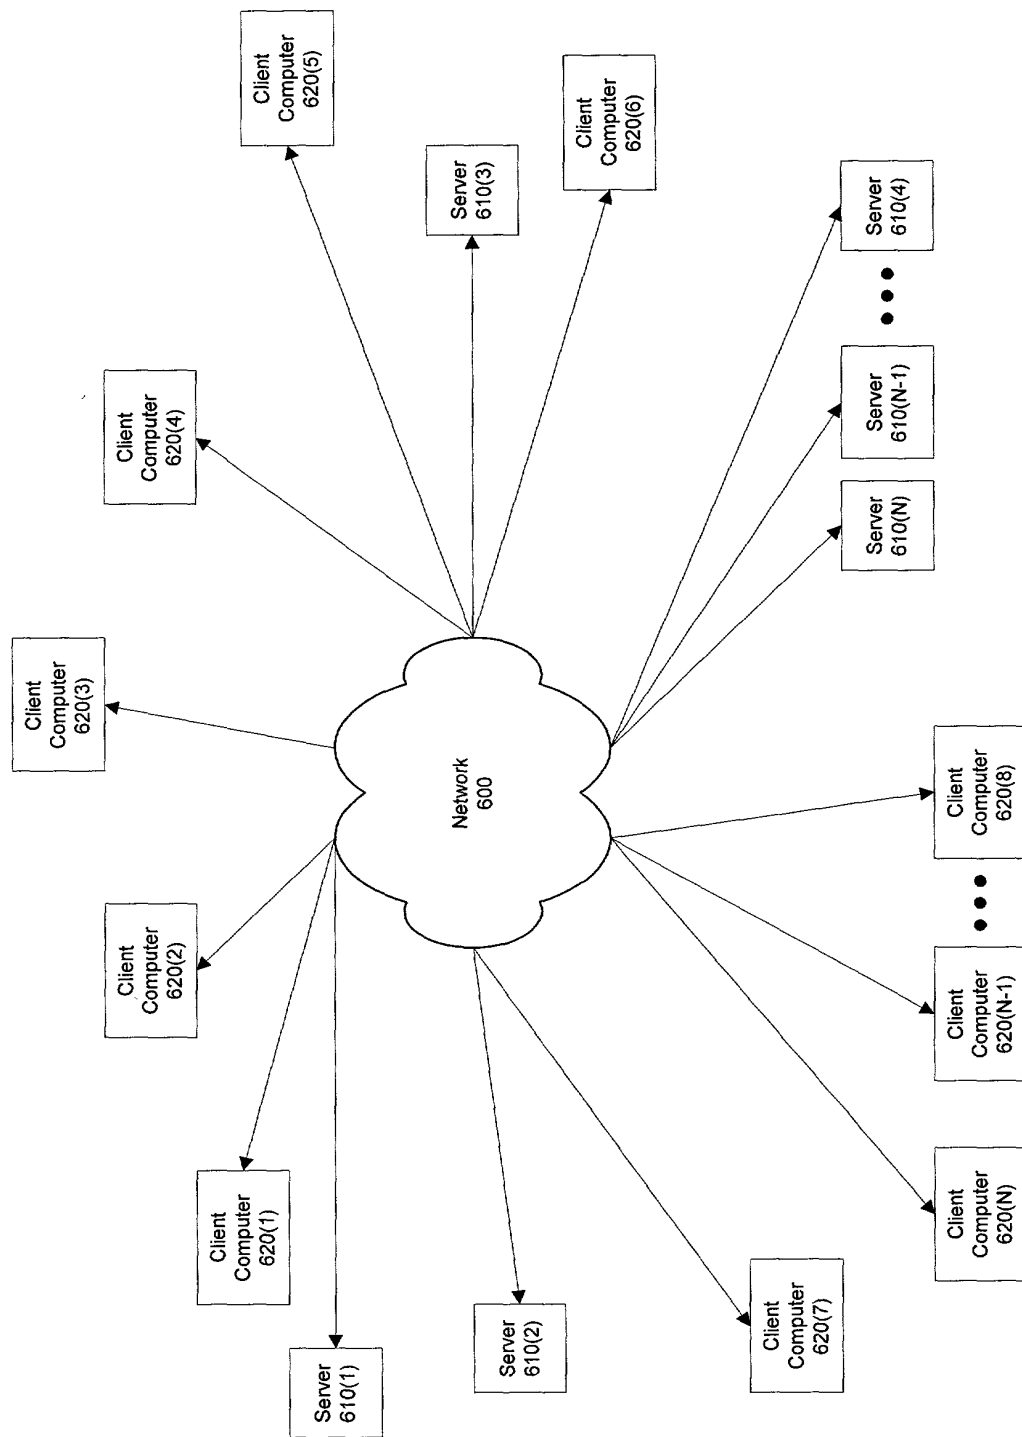 Client
Computer
620(3)
Client
Computer
620(2)
Client
Computer
620(4)
Client
Computer
620(1)
Client
Computer
620(5)
Server
610(1)
Network
600
Server
610(3)
Server
610(2)
Client
Computer
620(6)
Client
Computer
620(7)
Server
610(N)
Server
610(N-1)
Server
610(4)
Client
Computer
620(N)
Client
Computer
620(N-1)
Client
Computer
620(8)